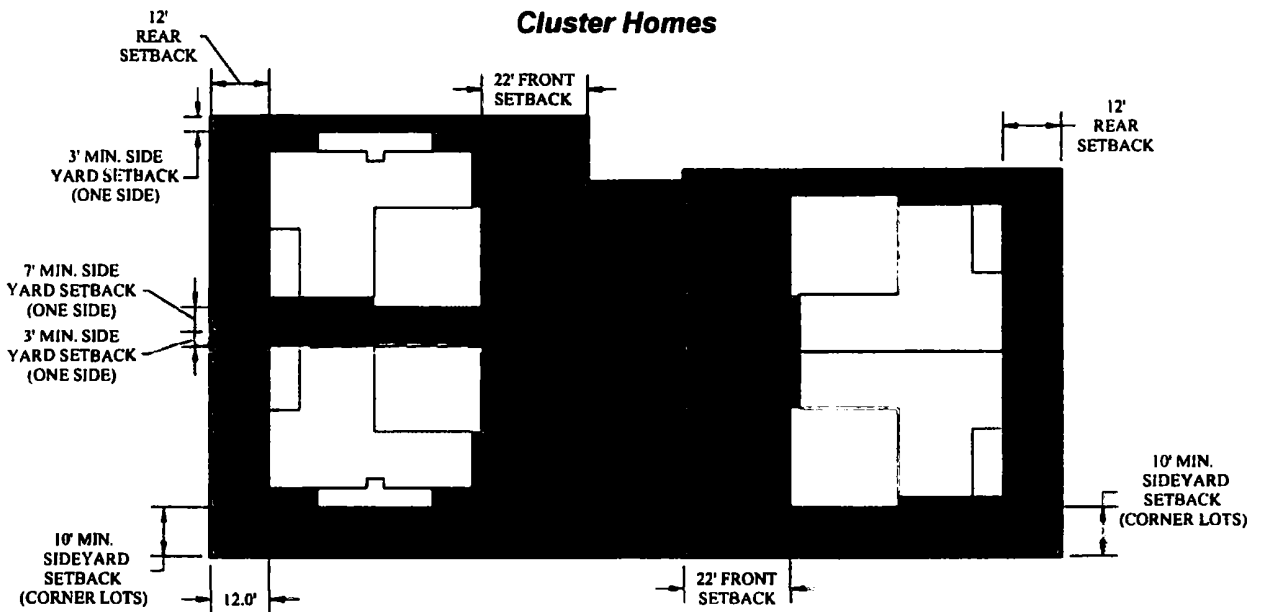 Cluster Homes
12'
REAR
SETBACK
22' FRONT
SETBACK
12'
REAR
SETBACK
3' MIN. SIDE
YARD SETBACK
(ONE SIDE)
7' MIN. SIDE
YARD SETBACK
(ONE SIDE)
3' MIN. SIDE
YARD SETBACK
(ONE SIDE)
10' MIN.
SIDEYARD
SETBACK
(CORNER LOTS)
10' MIN.
SIDEYARD
SETBACK
(CORNER LOTS)
12.0'
22' FRONT
SETBACK